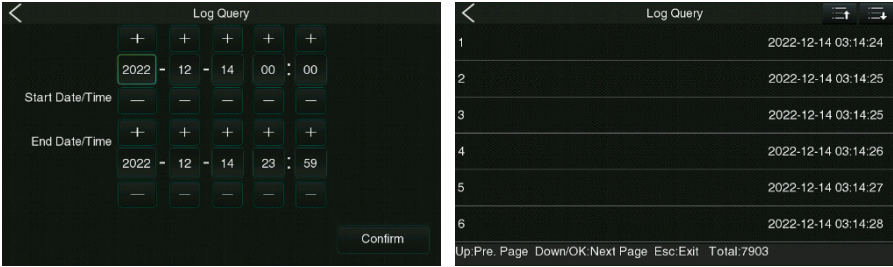 Log Query
+ + + + +
2022 - 12 - 14 00 : 00
Start Date/Time
— — — — —
+ + + + +
End Date/Time
2022 - 12 - 14 23 : 59
— — — — —
Confirm
Log Query
1 2022-12-14 03:14:24
2 2022-12-14 03:14:25
3 2022-12-14 03:14:25
4 2022-12-14 03:14:26
5 2022-12-14 03:14:27
6 2022-12-14 03:14:28
Up:Pre. Page Down/OK:Next Page Esc:Exit Total:7903